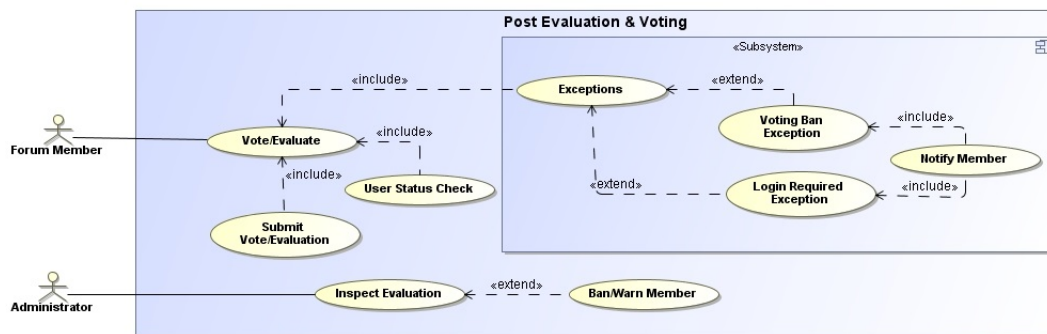 Post Evaluation & Voting
«Subsystem»
«include»
Exceptions
«extend»
Voting Ban
Exception
Forum Member
Vote/Evaluate
«include»
«include»
Notify Member
«include»
User Status Check
«extend»
Login Required
Exception
«include»
Submit
Vote/Evaluation
Administrator
Inspect Evaluation
«extend»
Ban/Warn Member